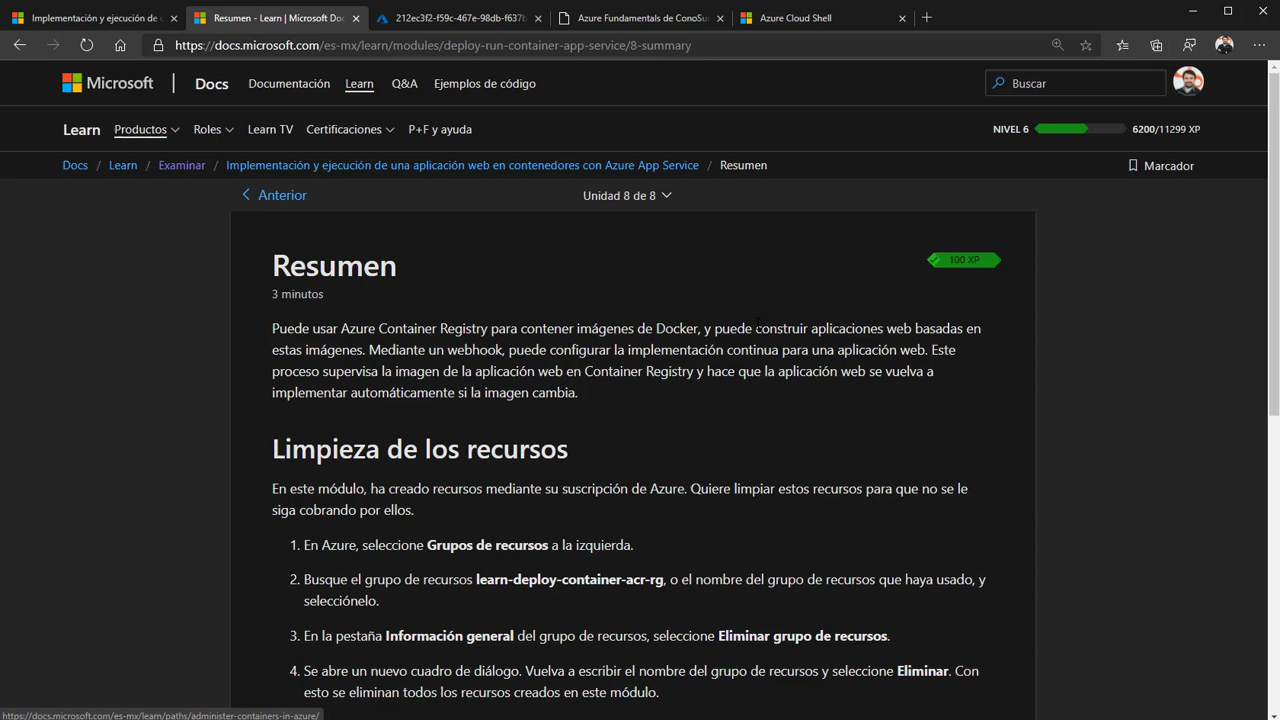 Implementación y ejecución de u
Resumen - Learn | Microsoft Doc
212ec3f2-f59c-467e-98db-f637b
Azure Fundamentals de ConoSur
Azure Cloud Shell
https://docs.microsoft.com/es-mx/learn/modules/deploy-run-container-app-service/8-summary
Microsoft
Docs
Documentación
Learn
Q&A
Ejemplos de código
Buscar
Learn
Productos
Roles
Learn TV
Certificaciones
P+F y ayuda
NIVEL 6
6200/11299 XP
Docs / Learn / Examinar / Implementación y ejecución de una aplicación web en contenedores con Azure App Service / Resumen
Marcador
Anterior
Unidad 8 de 8
Resumen
100 XP
3 minutos
Puede usar Azure Container Registry para contener imágenes de Docker, y puede construir aplicaciones web basadas en
estas imágenes. Mediante un webhook, puede configurar la implementación continua para una aplicación web. Este
proceso supervisa la imagen de la aplicación web en Container Registry y hace que la aplicación web se vuelva a
implementar automáticamente si la imagen cambia.
Limpieza de los recursos
En este módulo, ha creado recursos mediante su suscripción de Azure. Quiere limpiar estos recursos para que no se le
siga cobrando por ellos.
1. En Azure, seleccione Grupos de recursos a la izquierda.
2. Busque el grupo de recursos learn-deploy-container-acr-rg, o el nombre del grupo de recursos que haya usado, y
selecciónelo.
3. En la pestaña Información general del grupo de recursos, seleccione Eliminar grupo de recursos.
4. Se abre un nuevo cuadro de diálogo. Vuelva a escribir el nombre del grupo de recursos y seleccione Eliminar. Con
esto se eliminan todos los recursos creados en este módulo.
https://docs.microsoft.com/es-mx/learn/paths/administer-containers-in-azure/